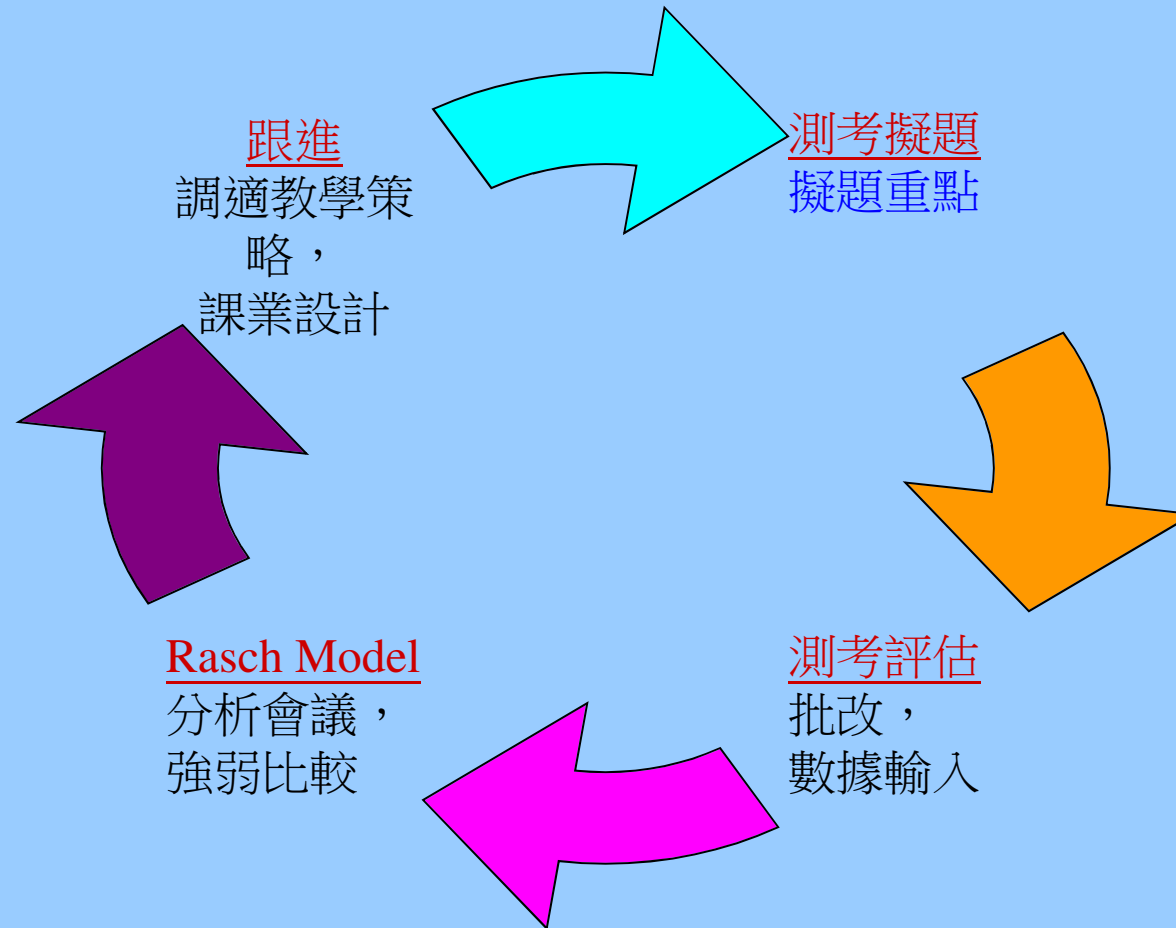 跟進
調適教學策
略，
課業設計
測考擬題
擬題重點
Rasch Model
分析會議，
強弱比較
測考評估
批改，
數據輸入